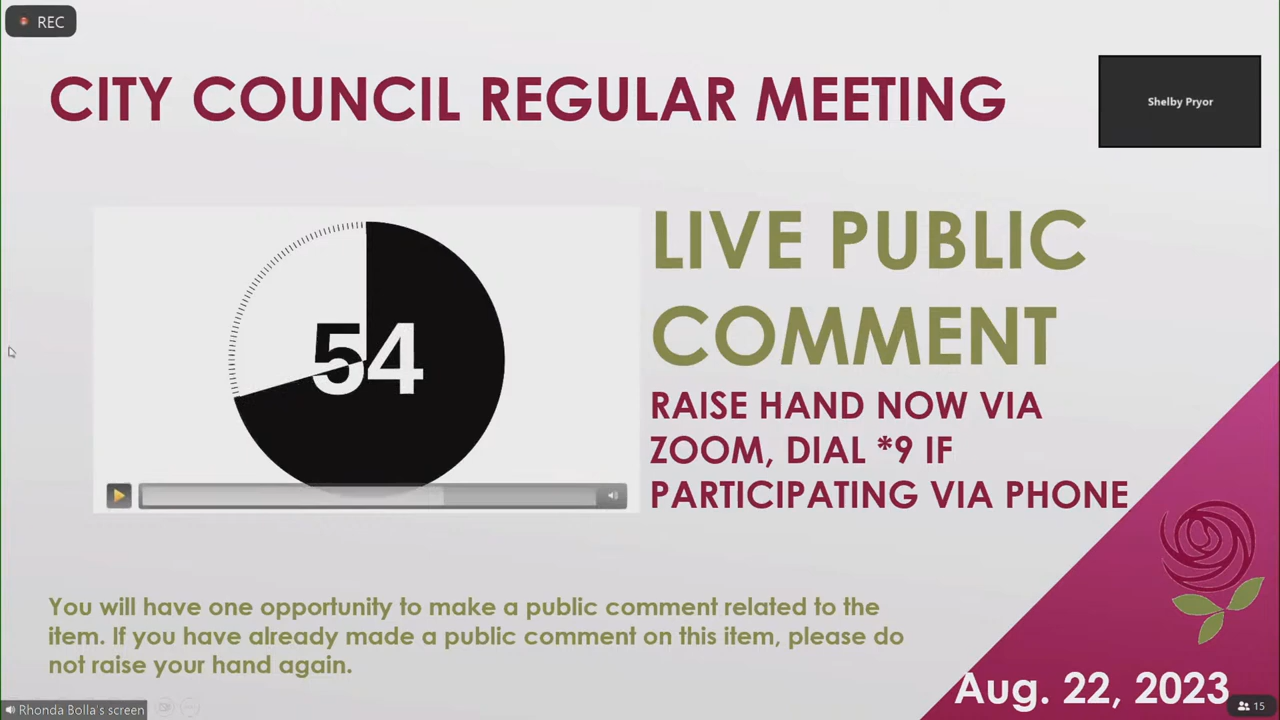 REC
CITY COUNCIL REGULAR MEETING
Shelby Pryor
54
LIVE PUBLIC
COMMENT
RAISE HAND NOW VIA
ZOOM, DIAL *9 IF
PARTICIPATING VIA PHONE
You will have one opportunity to make a public comment related to the
item. If you have already made a public comment on this item, please do
not raise your hand again.
Aug. 22, 2023
Rhonda Bolla's screen
15